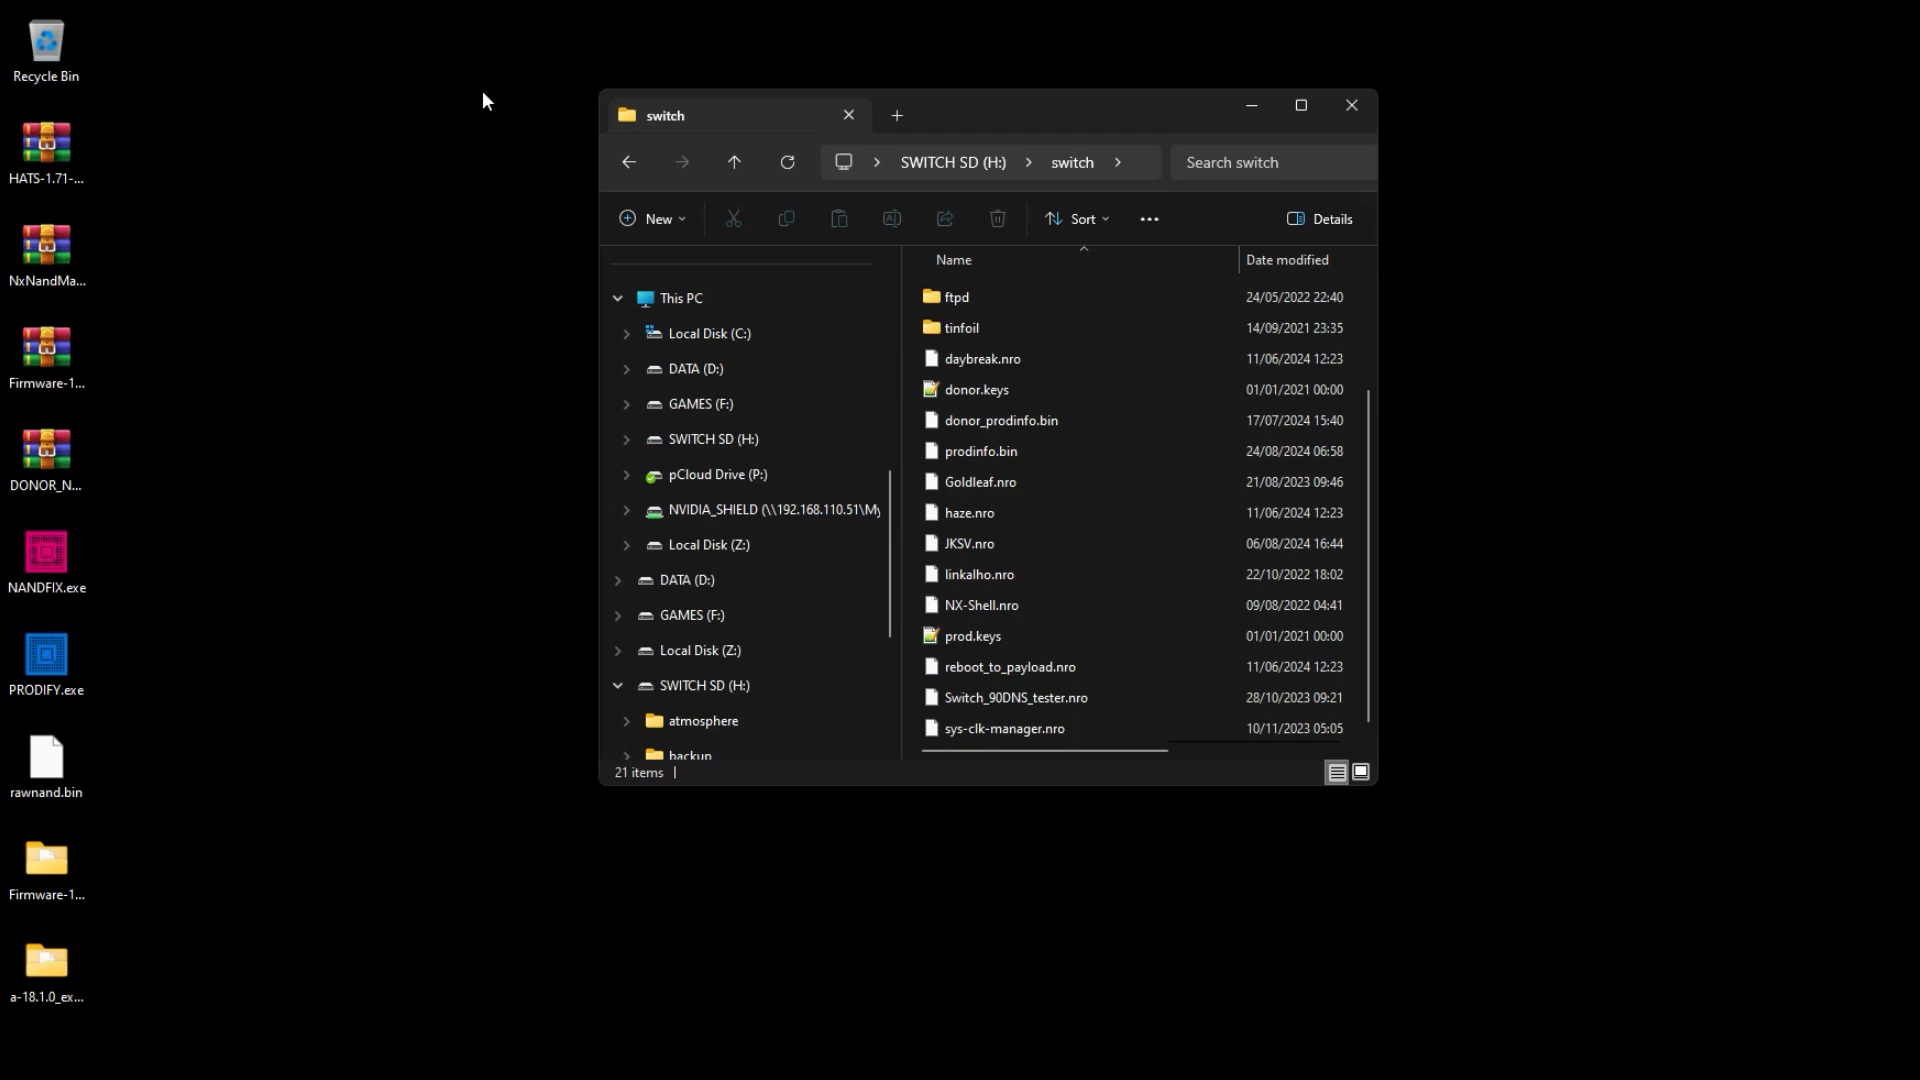 Recycle Bin
HATS-1.71-...
NxNandMa...
Firmware-1...
DONOR_N...
NANDFIX.exe
PRODIFY.exe
rawnand.bin
Firmware-1...
a-18.1.0_ex...
switch
SWITCH SD (H:) switch
Search switch
New
Sort
Details
This PC
Local Disk (C:)
DATA (D:)
GAMES (F:)
SWITCH SD (H:)
pCloud Drive (P:)
NVIDIA_SHIELD (\\192.168.110.51\My
Local Disk (Z:)
DATA (D:)
GAMES (F:)
Local Disk (Z:)
SWITCH SD (H:)
atmosphere
backup
Name Date modified
ftpd 24/05/2022 22:40
tinfoil 14/09/2021 23:35
daybreak.nro 11/06/2024 12:23
donor.keys 01/01/2021 00:00
donor_prodinfo.bin 17/07/2024 15:40
prodinfo.bin 24/08/2024 06:58
Goldleaf.nro 21/08/2023 09:46
haze.nro 11/06/2024 12:23
JKSV.nro 06/08/2024 16:44
linkalho.nro 22/10/2022 18:02
NX-Shell.nro 09/08/2022 04:41
prod.keys 01/01/2021 00:00
reboot_to_payload.nro 11/06/2024 12:23
Switch_90DNS_tester.nro 28/10/2023 09:21
sys-clk-manager.nro 10/11/2023 05:05
21 items